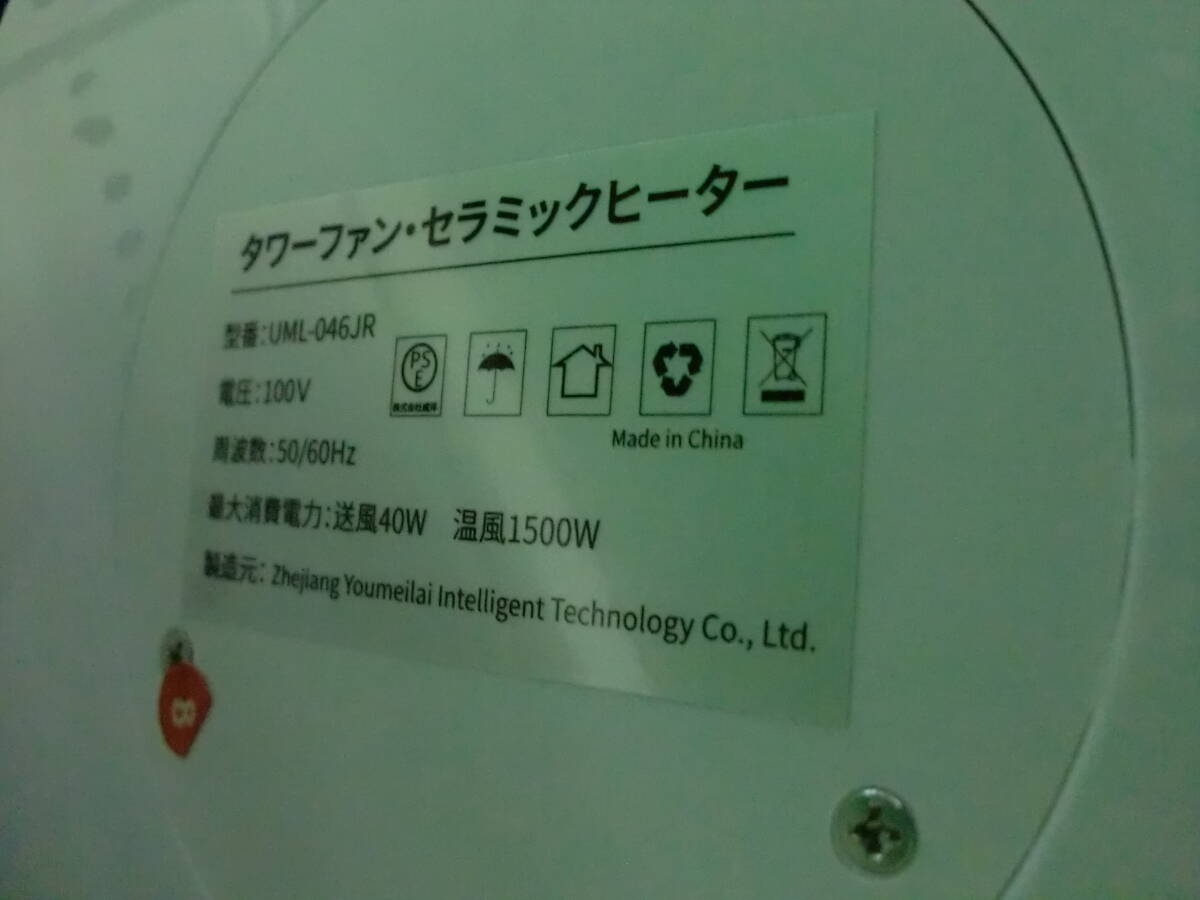 タワーファン・セラミックヒーター
型番：UML-046JR
電圧：100V
周波数：50/60Hz
最大消費電力：送風40W　温風1500W
製造元：Zhejiang Youmeilai Intelligent Technology Co., Ltd.
PSE
Made in China
8